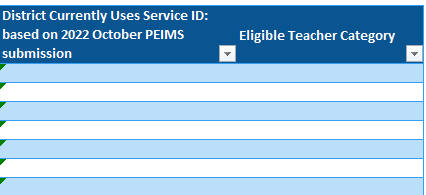 District Currently Uses Service ID:
based on 2022 October PEIMS
submission
Eligible Teacher Category